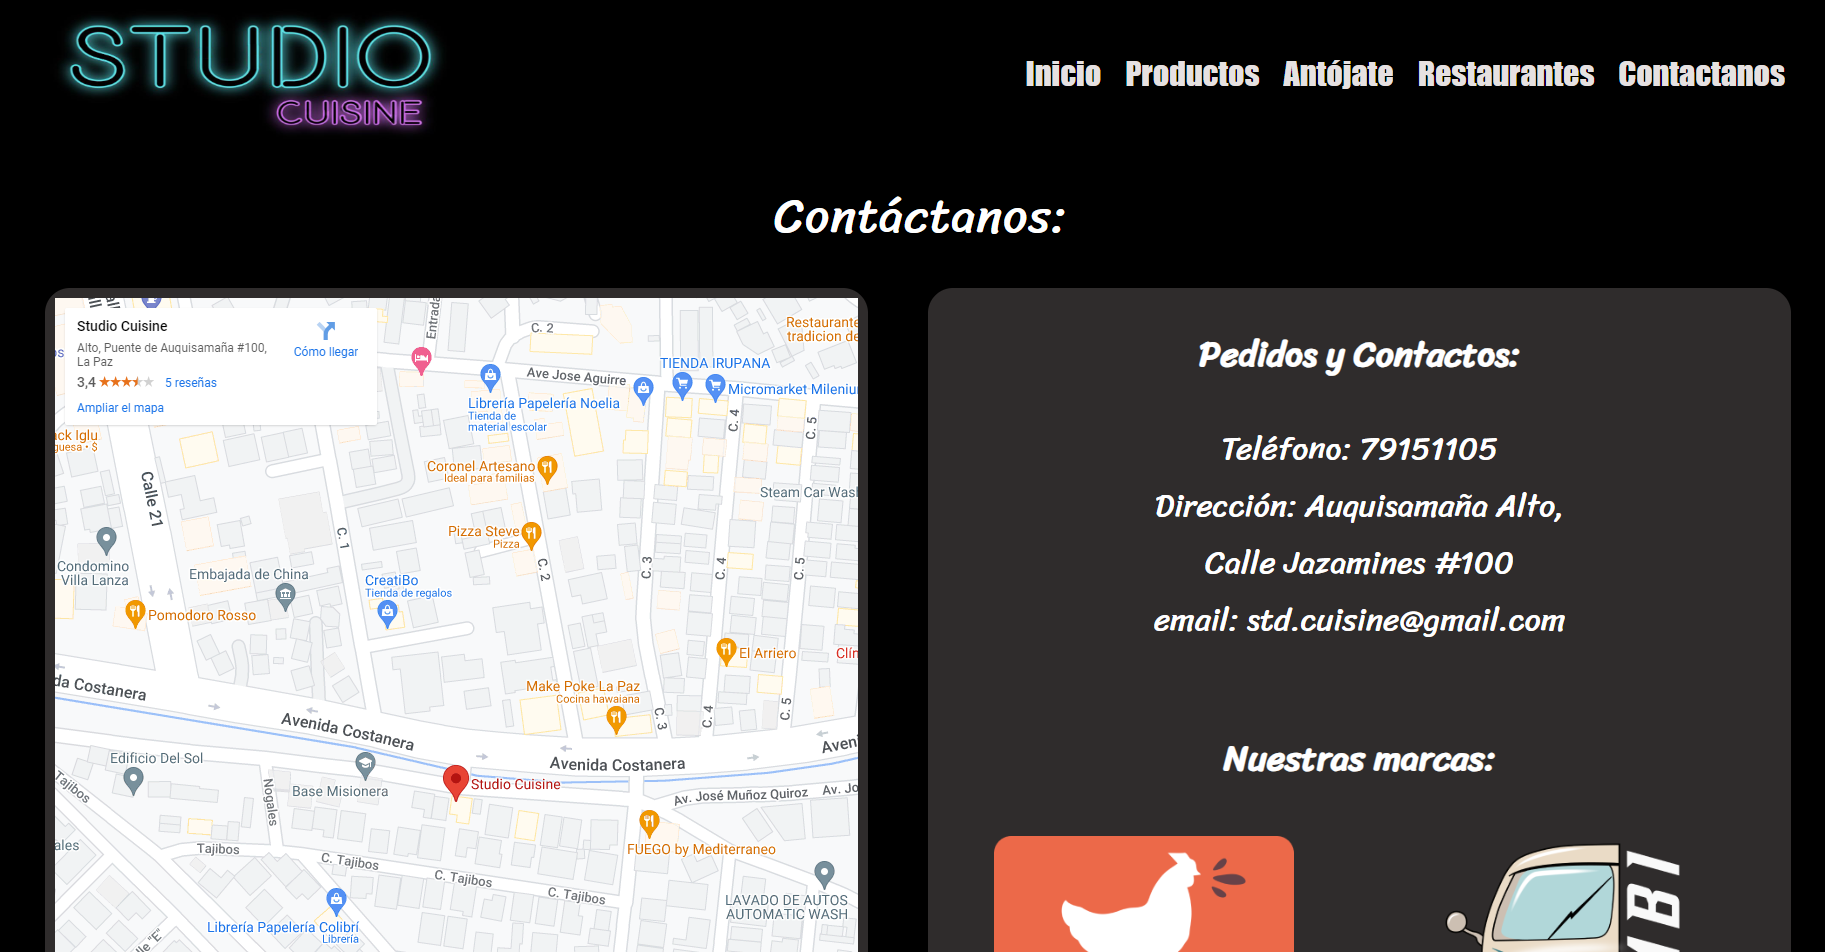 STUDIO
CUISINE
Inicio Productos Antójate Restaurantes Contactanos
Contáctanos:
Studio Cuisine
Alto, Puente de Auquisamaña #100,
La Paz
3,4
5 reseñas
Ampliar el mapa
Cómo llegar
Entrada
C. 2
Restaurante
tradicion de
TIENDA IRUPANA
Ave Jose Aguirre
Micromarket Milenium
Librería Papelería Noelia
Tienda de
material escolar
C. 4
C. 5
ck Iglu
guesa • $
Coronel Artesano
Ideal para familias
Calle 21
Steam Car Wash
Pizza Steve
Pizza
C. 1
C. 2
C. 3
C. 4
C. 5
Condominio
Villa Lanza
Embajada de China
CreatiBo
Tienda de regalos
Pomodoro Rosso
El Arriero
Clín
Make Poke La Paz
Cocina hawaiana
da Costanera
Avenida Costanera
C. 3
C. 4
C. 5
Aveni
Avenida Costanera
Edificio Del Sol
Base Misionera
Studio Cuisine
Tajibos
Nogales
Av. José Muñoz Quiroz
Av. Jo
FUEGO by Mediterraneo
ales
Tajibos
C. Tajibos
C. Tajibos
C. Tajibos
LAVADO DE AUTOS
AUTOMATIC WASH
Librería Papelería Colibrí
Librería
lle "E"
Pedidos y Contactos:
Teléfono: 79151105
Dirección: Auquisamaña Alto,
Calle Jazamines #100
email: std.cuisine@gmail.com
Nuestras marcas: